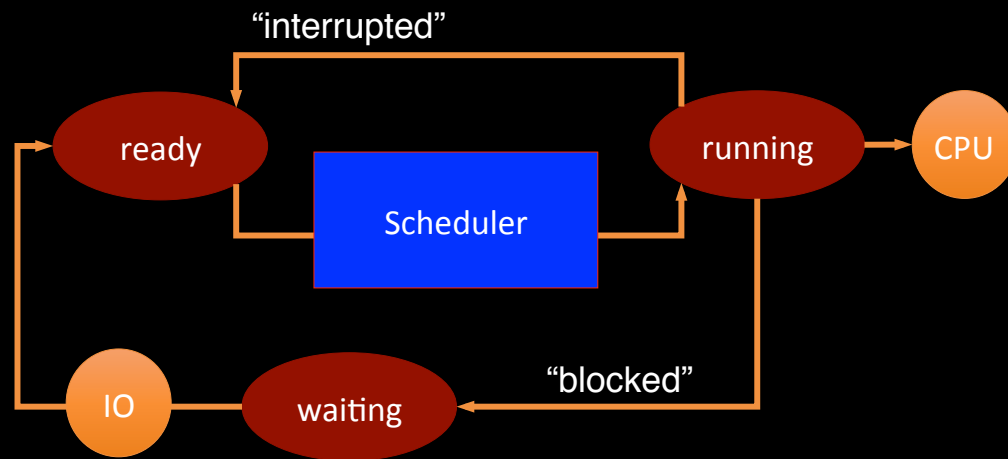 “interrupted”
ready
running
CPU
Scheduler
“blocked”
IO
waiting